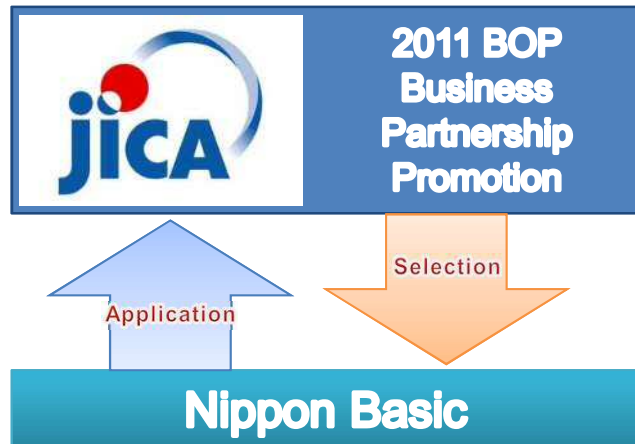 jICA
2011 BOP
Business
Partnership
Promotion
Selection
Application
Nippon Basic